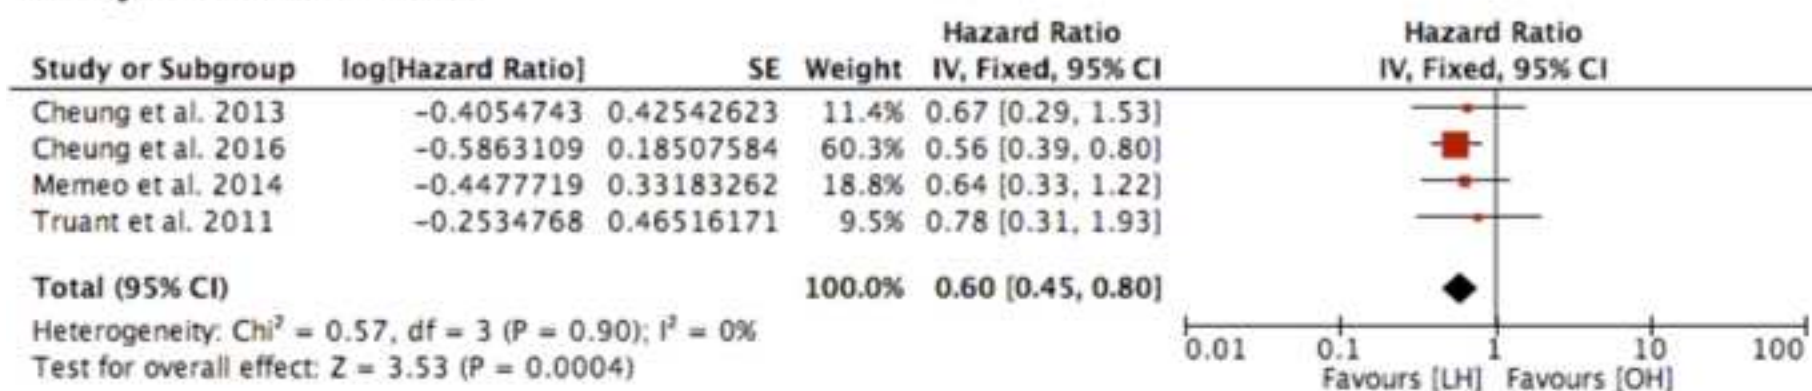 Hazard Ratio Hazard Ratio
Study or Subgroup log[Hazard Ratio] SE Weight IV, Fixed, 95% CI IV, Fixed, 95% CI
Cheung et al. 2013 -0.4054743 0.42542623 11.4% 0.67 [0.29, 1.53]
Cheung et al. 2016 -0.5863109 0.18507584 60.3% 0.56 [0.39, 0.80]
Memeo et al. 2014 -0.4477719 0.33183262 18.8% 0.64 [0.33, 1.22]
Truant et al. 2011 -0.2534768 0.46516171 9.5% 0.78 [0.31, 1.93]
Total (95% CI) 100.0% 0.60 [0.45, 0.80]
Heterogeneity: Chi² = 0.57, df = 3 (P = 0.90); I² = 0%
Test for overall effect: Z = 3.53 (P = 0.0004)
0.01 0.1 1 10 100
Favours [LH] Favours [OH]